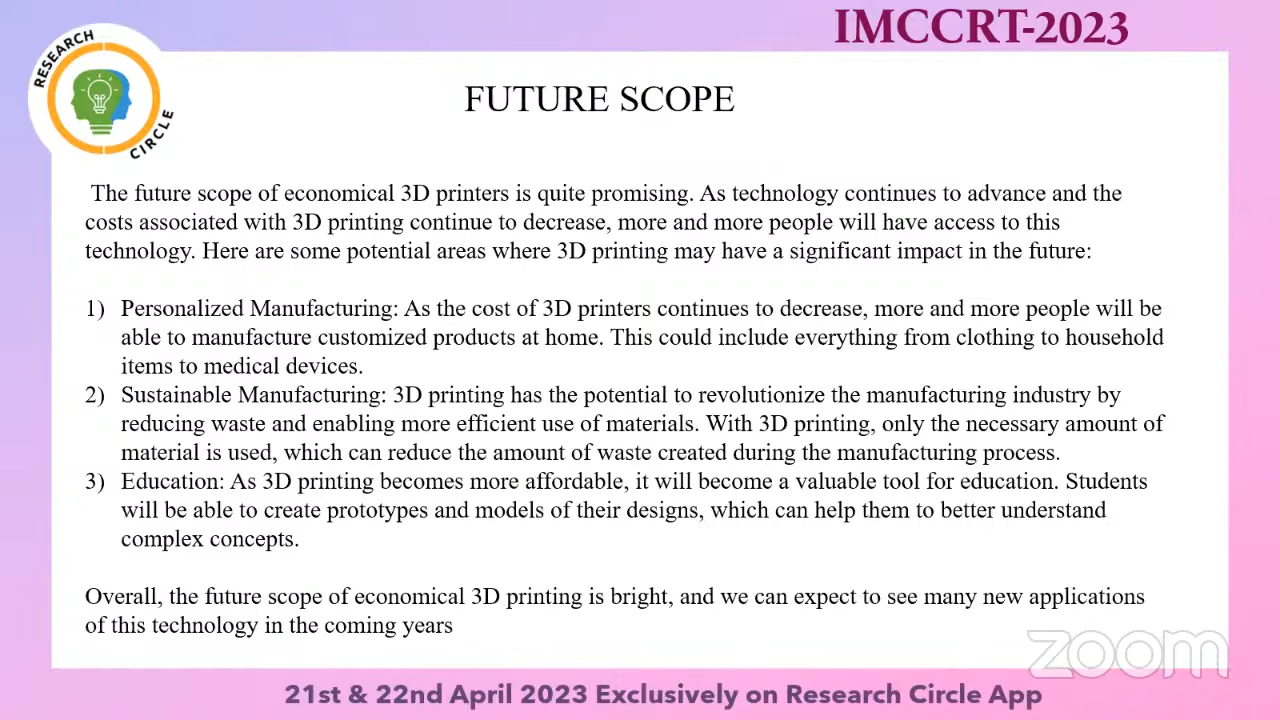 IMCCRT-2023
RESEARCH
CIRCLE
FUTURE SCOPE
The future scope of economical 3D printers is quite promising. As technology continues to advance and the
costs associated with 3D printing continue to decrease, more and more people will have access to this
technology. Here are some potential areas where 3D printing may have a significant impact in the future:
1) Personalized Manufacturing: As the cost of 3D printers continues to decrease, more and more people will be
able to manufacture customized products at home. This could include everything from clothing to household
items to medical devices.
2) Sustainable Manufacturing: 3D printing has the potential to revolutionize the manufacturing industry by
reducing waste and enabling more efficient use of materials. With 3D printing, only the necessary amount of
material is used, which can reduce the amount of waste created during the manufacturing process.
3) Education: As 3D printing becomes more affordable, it will become a valuable tool for education. Students
will be able to create prototypes and models of their designs, which can help them to better understand
complex concepts.
Overall, the future scope of economical 3D printing is bright, and we can expect to see many new applications
of this technology in the coming years
zoom
21st & 22nd April 2023 Exclusively on Research Circle App